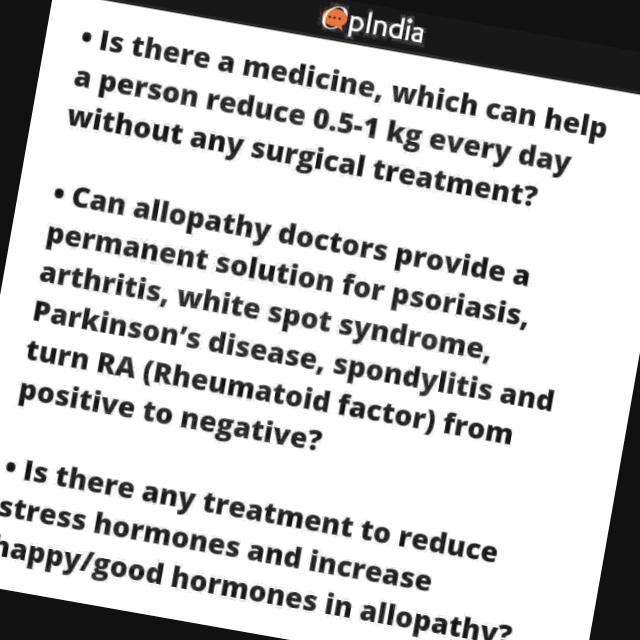 OpIndia
• Is there a medicine, which can help
a person reduce 0.5-1 kg every day
without any surgical treatment?
• Can allopathy doctors provide a
permanent solution for psoriasis,
arthritis, white spot syndrome,
Parkinson’s disease, spondylitis and
turn RA (Rheumatoid factor) from
positive to negative?
• Is there any treatment to reduce
stress hormones and increase
happy/good hormones in allopathy?